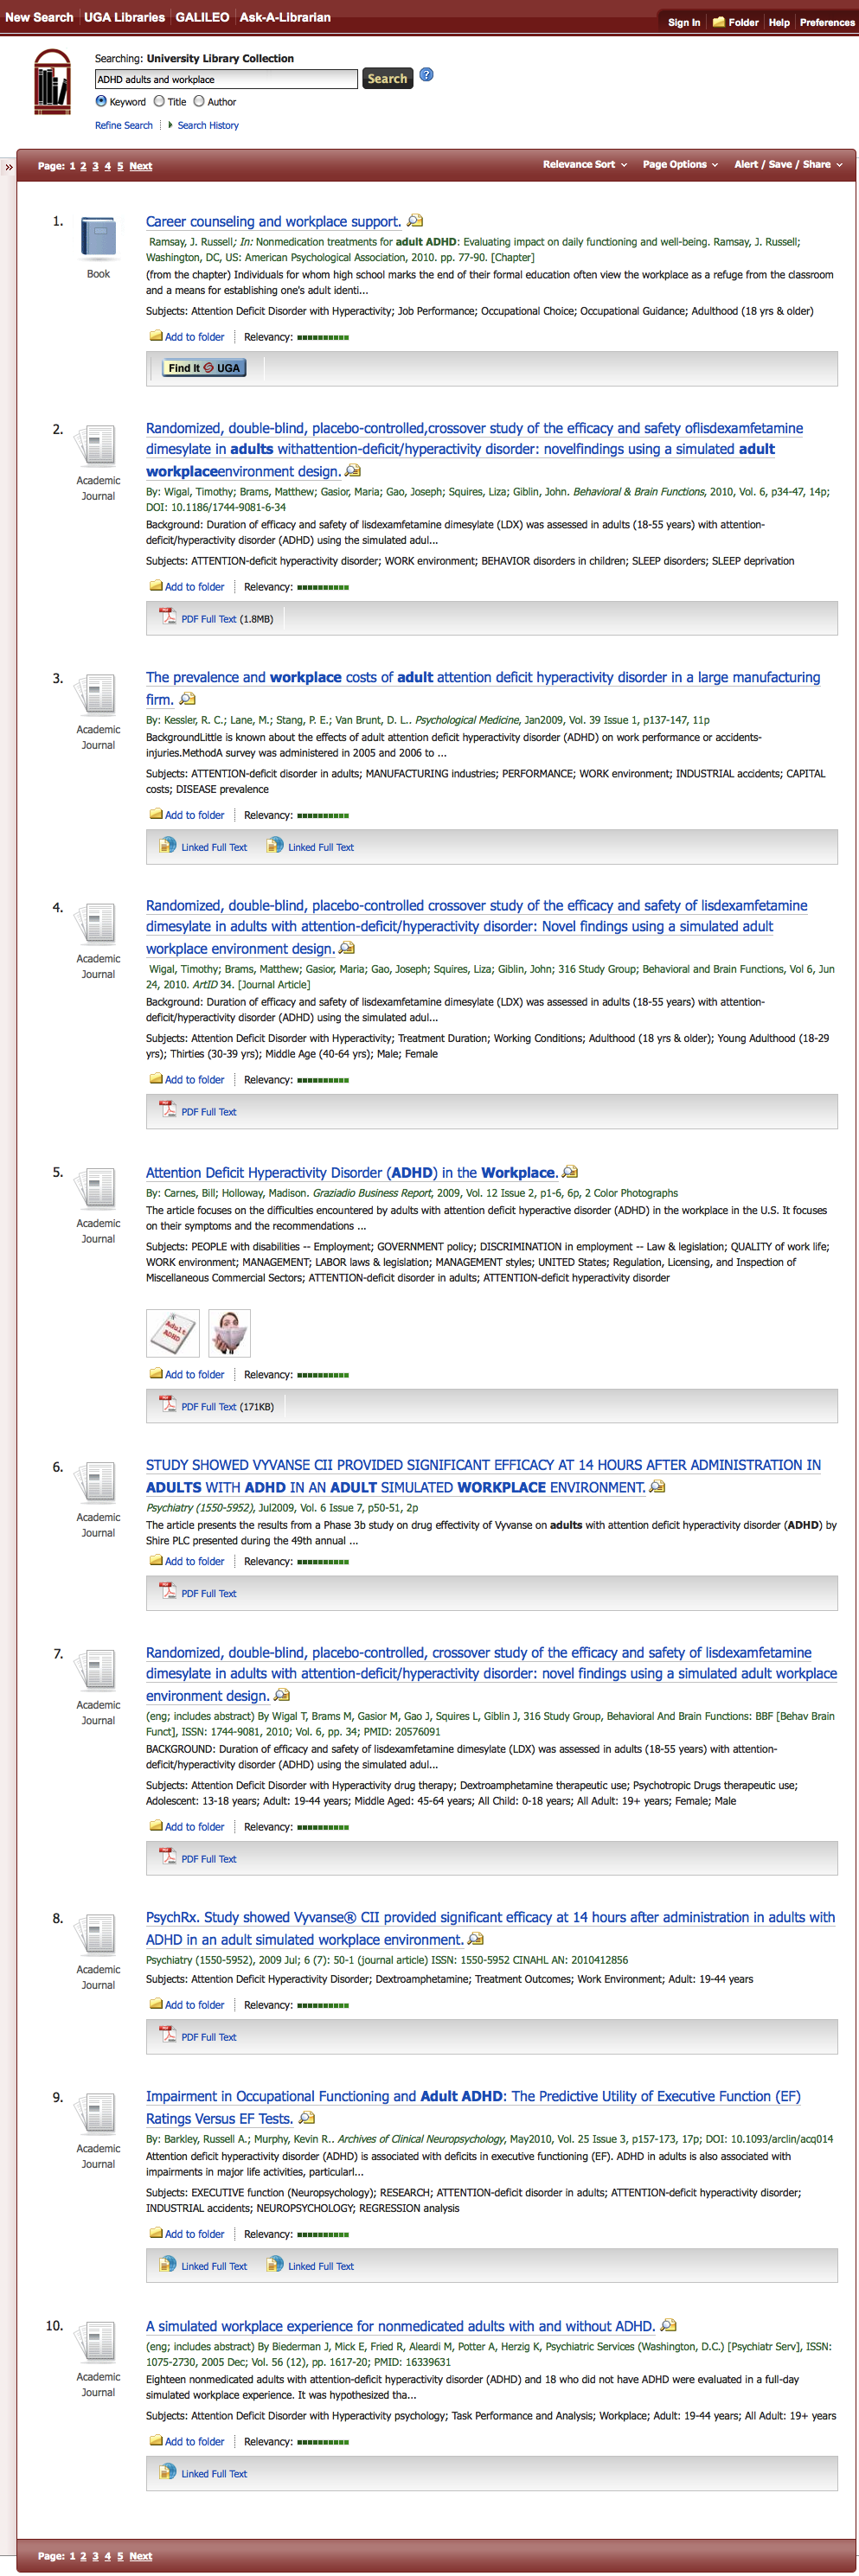 New Search UGA Libraries GALILEO Ask-A-Librarian
Sign In Folder Help Preferences
Searching: University Library Collection
ADHD adults and workplace Search ?
Keyword Title Author
Refine Search Search History
» Page: 1 2 3 4 5 Next Relevance Sort Page Options Alert / Save / Share
1. Career counseling and workplace support.
Ramsay, J. Russell; In: Nonmedication treatments for adult ADHD: Evaluating impact on daily functioning and well-being. Ramsay, J. Russell;
Washington, DC, US: American Psychological Association, 2010. pp. 77-90. [Chapter]
Book
(from the chapter) Individuals for whom high school marks the end of their formal education often view the workplace as a refuge from the classroom
and a means for establishing one's adult identi...
Subjects: Attention Deficit Disorder with Hyperactivity; Job Performance; Occupational Choice; Occupational Guidance; Adulthood (18 yrs & older)
Add to folder Relevancy:
Find It UGA
2. Randomized, double-blind, placebo-controlled,crossover study of the efficacy and safety oflisdexamfetamine
dimesylate in adults withattention-deficit/hyperactivity disorder: novelfindings using a simulated adult
workplaceenvironment design.
Academic
Journal
By: Wigal, Timothy; Brams, Matthew; Gasior, Maria; Gao, Joseph; Squires, Liza; Giblin, John. Behavioral & Brain Functions, 2010, Vol. 6, p34-47, 14p;
DOI: 10.1186/1744-9081-6-34
Background: Duration of efficacy and safety of lisdexamfetamine dimesylate (LDX) was assessed in adults (18-55 years) with attention-
deficit/hyperactivity disorder (ADHD) using the simulated adul...
Subjects: ATTENTION-deficit hyperactivity disorder; WORK environment; BEHAVIOR disorders in children; SLEEP disorders; SLEEP deprivation
Add to folder Relevancy:
PDF Full Text (1.8MB)
3. The prevalence and workplace costs of adult attention deficit hyperactivity disorder in a large manufacturing
firm.
Academic
Journal
By: Kessler, R. C.; Lane, M.; Stang, P. E.; Van Brunt, D. L.. Psychological Medicine, Jan2009, Vol. 39 Issue 1, p137-147, 11p
BackgroundLittle is known about the effects of adult attention deficit hyperactivity disorder (ADHD) on work performance or accidents-
injuries.MethodA survey was administered in 2005 and 2006 to ...
Subjects: ATTENTION-deficit disorder in adults; MANUFACTURING industries; PERFORMANCE; WORK environment; INDUSTRIAL accidents; CAPITAL
costs; DISEASE prevalence
Add to folder Relevancy:
Linked Full Text Linked Full Text
4. Randomized, double-blind, placebo-controlled crossover study of the efficacy and safety of lisdexamfetamine
dimesylate in adults with attention-deficit/hyperactivity disorder: Novel findings using a simulated adult
workplace environment design.
Academic
Journal
Wigal, Timothy; Brams, Matthew; Gasior, Maria; Gao, Joseph; Squires, Liza; Giblin, John; 316 Study Group; Behavioral and Brain Functions, Vol 6, Jun
24, 2010. ArtID 34. [Journal Article]
Background: Duration of efficacy and safety of lisdexamfetamine dimesylate (LDX) was assessed in adults (18-55 years) with attention-
deficit/hyperactivity disorder (ADHD) using the simulated adul...
Subjects: Attention Deficit Disorder with Hyperactivity; Treatment Duration; Working Conditions; Adulthood (18 yrs & older); Young Adulthood (18-29
yrs); Thirties (30-39 yrs); Middle Age (40-64 yrs); Male; Female
Add to folder Relevancy:
PDF Full Text
5. Attention Deficit Hyperactivity Disorder (ADHD) in the Workplace.
Academic
Journal
By: Carnes, Bill; Holloway, Madison. Graziadio Business Report, 2009, Vol. 12 Issue 2, p1-6, 6p, 2 Color Photographs
The article focuses on the difficulties encountered by adults with attention deficit hyperactive disorder (ADHD) in the workplace in the U.S. It focuses
on their symptoms and the recommendations ...
Subjects: PEOPLE with disabilities -- Employment; GOVERNMENT policy; DISCRIMINATION in employment -- Law & legislation; QUALITY of work life;
WORK environment; MANAGEMENT; LABOR laws & legislation; MANAGEMENT styles; UNITED States; Regulation, Licensing, and Inspection of
Miscellaneous Commercial Sectors; ATTENTION-deficit disorder in adults; ATTENTION-deficit hyperactivity disorder
Adult
ADHD
Add to folder Relevancy:
PDF Full Text (171KB)
6. STUDY SHOWED VYVANSE CII PROVIDED SIGNIFICANT EFFICACY AT 14 HOURS AFTER ADMINISTRATION IN
ADULTS WITH ADHD IN AN ADULT SIMULATED WORKPLACE ENVIRONMENT.
Academic
Journal
Psychiatry (1550-5952), Jul2009, Vol. 6 Issue 7, p50-51, 2p
The article presents the results from a Phase 3b study on drug effectivity of Vyvanse on adults with attention deficit hyperactivity disorder (ADHD) by
Shire PLC presented during the 49th annual ...
Add to folder Relevancy:
PDF Full Text
7. Randomized, double-blind, placebo-controlled, crossover study of the efficacy and safety of lisdexamfetamine
dimesylate in adults with attention-deficit/hyperactivity disorder: novel findings using a simulated adult workplace
environment design.
Academic
Journal
(eng; includes abstract) By Wigal T, Brams M, Gasior M, Gao J, Squires L, Giblin J, 316 Study Group, Behavioral And Brain Functions: BBF [Behav Brain
Funct], ISSN: 1744-9081, 2010; Vol. 6, pp. 34; PMID: 20576091
BACKGROUND: Duration of efficacy and safety of lisdexamfetamine dimesylate (LDX) was assessed in adults (18-55 years) with attention-
deficit/hyperactivity disorder (ADHD) using the simulated adul...
Subjects: Attention Deficit Disorder with Hyperactivity drug therapy; Dextroamphetamine therapeutic use; Psychotropic Drugs therapeutic use;
Adolescent: 13-18 years; Adult: 19-44 years; Middle Aged: 45-64 years; All Child: 0-18 years; All Adult: 19+ years; Female; Male
Add to folder Relevancy:
PDF Full Text
8. PsychRx. Study showed Vyvanse® CII provided significant efficacy at 14 hours after administration in adults with
ADHD in an adult simulated workplace environment.
Academic
Journal
Psychiatry (1550-5952), 2009 Jul; 6 (7): 50-1 (journal article) ISSN: 1550-5952 CINAHL AN: 2010412856
Subjects: Attention Deficit Hyperactivity Disorder; Dextroamphetamine; Treatment Outcomes; Work Environment; Adult: 19-44 years
Add to folder Relevancy:
PDF Full Text
9. Impairment in Occupational Functioning and Adult ADHD: The Predictive Utility of Executive Function (EF)
Ratings Versus EF Tests.
Academic
Journal
By: Barkley, Russell A.; Murphy, Kevin R.. Archives of Clinical Neuropsychology, May2010, Vol. 25 Issue 3, p157-173, 17p; DOI: 10.1093/arclin/acq014
Attention deficit hyperactivity disorder (ADHD) is associated with deficits in executive functioning (EF). ADHD in adults is also associated with
impairments in major life activities, particularl...
Subjects: EXECUTIVE function (Neuropsychology); RESEARCH; ATTENTION-deficit disorder in adults; ATTENTION-deficit hyperactivity disorder;
INDUSTRIAL accidents; NEUROPSYCHOLOGY; REGRESSION analysis
Add to folder Relevancy:
Linked Full Text Linked Full Text
10. A simulated workplace experience for nonmedicated adults with and without ADHD.
Academic
Journal
(eng; includes abstract) By Biederman J, Mick E, Fried R, Aleardi M, Potter A, Herzig K, Psychiatric Services (Washington, D.C.) [Psychiatr Serv], ISSN:
1075-2730, 2005 Dec; Vol. 56 (12), pp. 1617-20; PMID: 16339631
Eighteen nonmedicated adults with attention-deficit hyperactivity disorder (ADHD) and 18 who did not have ADHD were evaluated in a full-day
simulated workplace experience. It was hypothesized tha...
Subjects: Attention Deficit Disorder with Hyperactivity psychology; Task Performance and Analysis; Workplace; Adult: 19-44 years; All Adult: 19+ years
Add to folder Relevancy:
Linked Full Text
Page: 1 2 3 4 5 Next